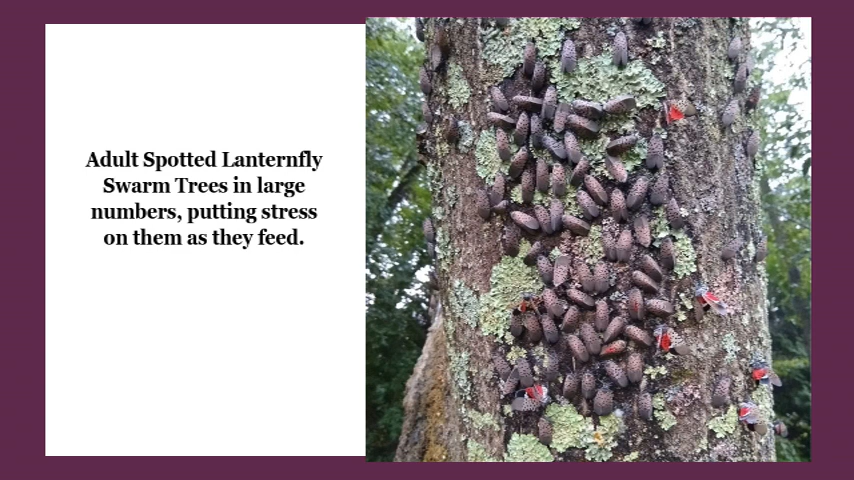 Adult Spotted Lanternfly
Swarm Trees in large
numbers, putting stress
on them as they feed.